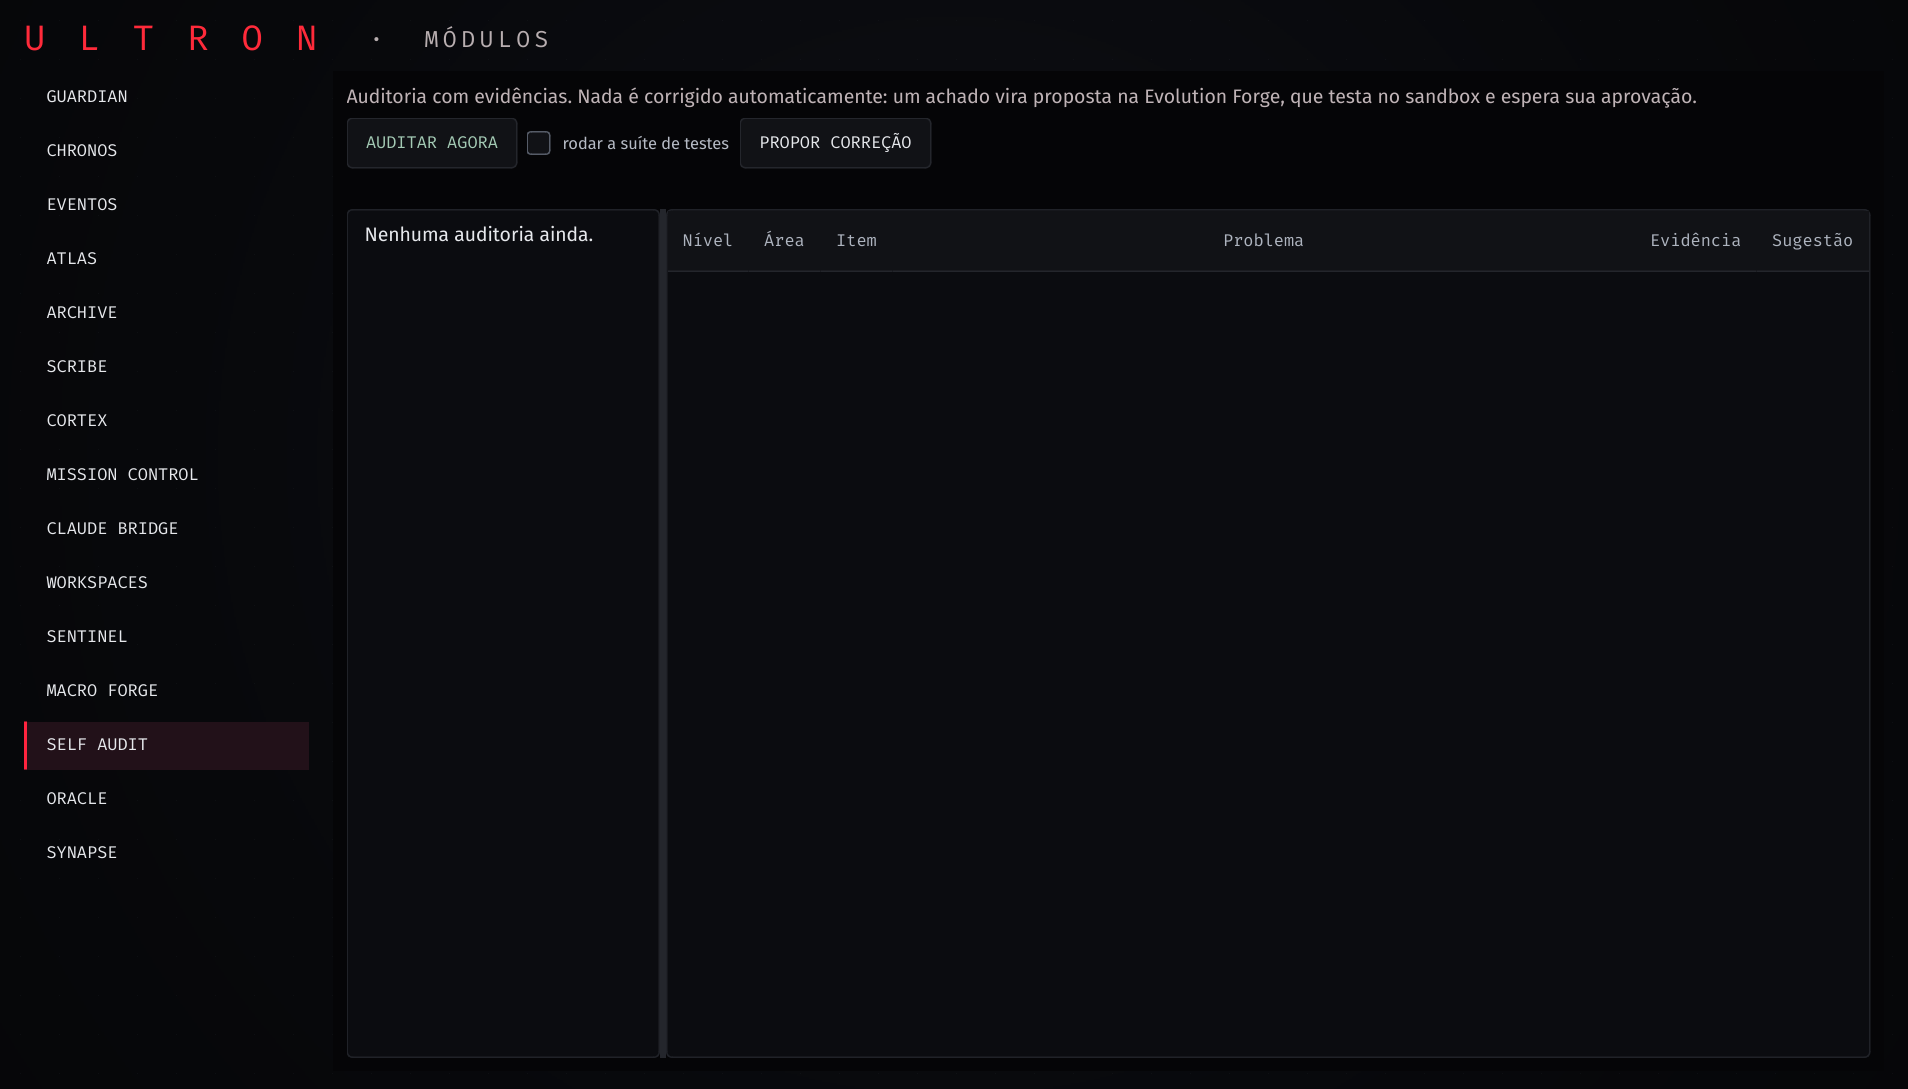 ULTRON · MÓDULOS
GUARDIAN
CHRONOS
EVENTOS
ATLAS
ARCHIVE
SCRIBE
CORTEX
MISSION CONTROL
CLAUDE BRIDGE
WORKSPACES
SENTINEL
MACRO FORGE
SELF AUDIT
ORACLE
SYNAPSE
Auditoria com evidências. Nada é corrigido automaticamente: um achado vira proposta na Evolution Forge, que testa no sandbox e espera sua aprovação.
AUDITAR AGORA rodar a suíte de testes PROPOR CORREÇÃO
Nenhuma auditoria ainda.
Nível Área Item Problema Evidência Sugestão